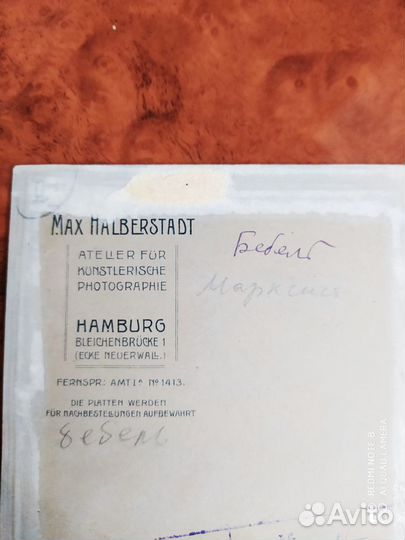 MAX HALBERSTADT
ATELIER FÜR
KÜNSTLERISCHE
PHOTOGRAPHIE
HAMBURG
BLEICHENBRÜCKE 1
(ECKE NEUERWALL.)
FERNSPR: AMT I^A No 1413.
DIE PLATTEN WERDEN
FÜR NACHBESTELLUNGEN AUFBEWAHRT
Бебель
Марксист
бебель
REDMI NOTE 8
AI QUAD CAMERA
Avito